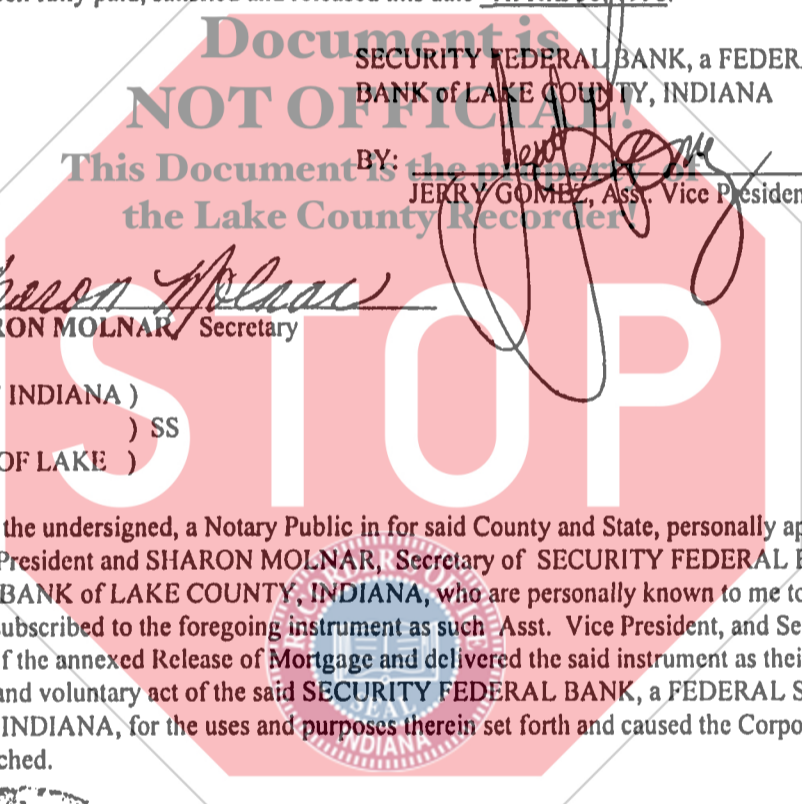 Document is
SECURITY FEDERAL BANK, a FEDERA
NOT OFFICIAL!
BANK of LAKE COUNTY, INDIANA
BY:
This Document is the property of
JERRY GOMEZ, Asst. Vice Presiden
the Lake County Recorder!
Sharon Molnar
RON MOLNAR, Secretary
STOP
INDIANA )
) SS
OF LAKE )
the undersigned, a Notary Public in for said County and State, personally ap
President and SHARON MOLNAR, Secretary of SECURITY FEDERAL B
BANK of LAKE COUNTY, INDIANA, who are personally known to me to
subscribed to the foregoing instrument as such Asst. Vice President, and Se
f the annexed Release of Mortgage and delivered the said instrument as thei
and voluntary act of the said SECURITY FEDERAL BANK, a FEDERAL S
INDIANA, for the uses and purposes therein set forth and caused the Corpo
ched.
SEAL
INDIANA